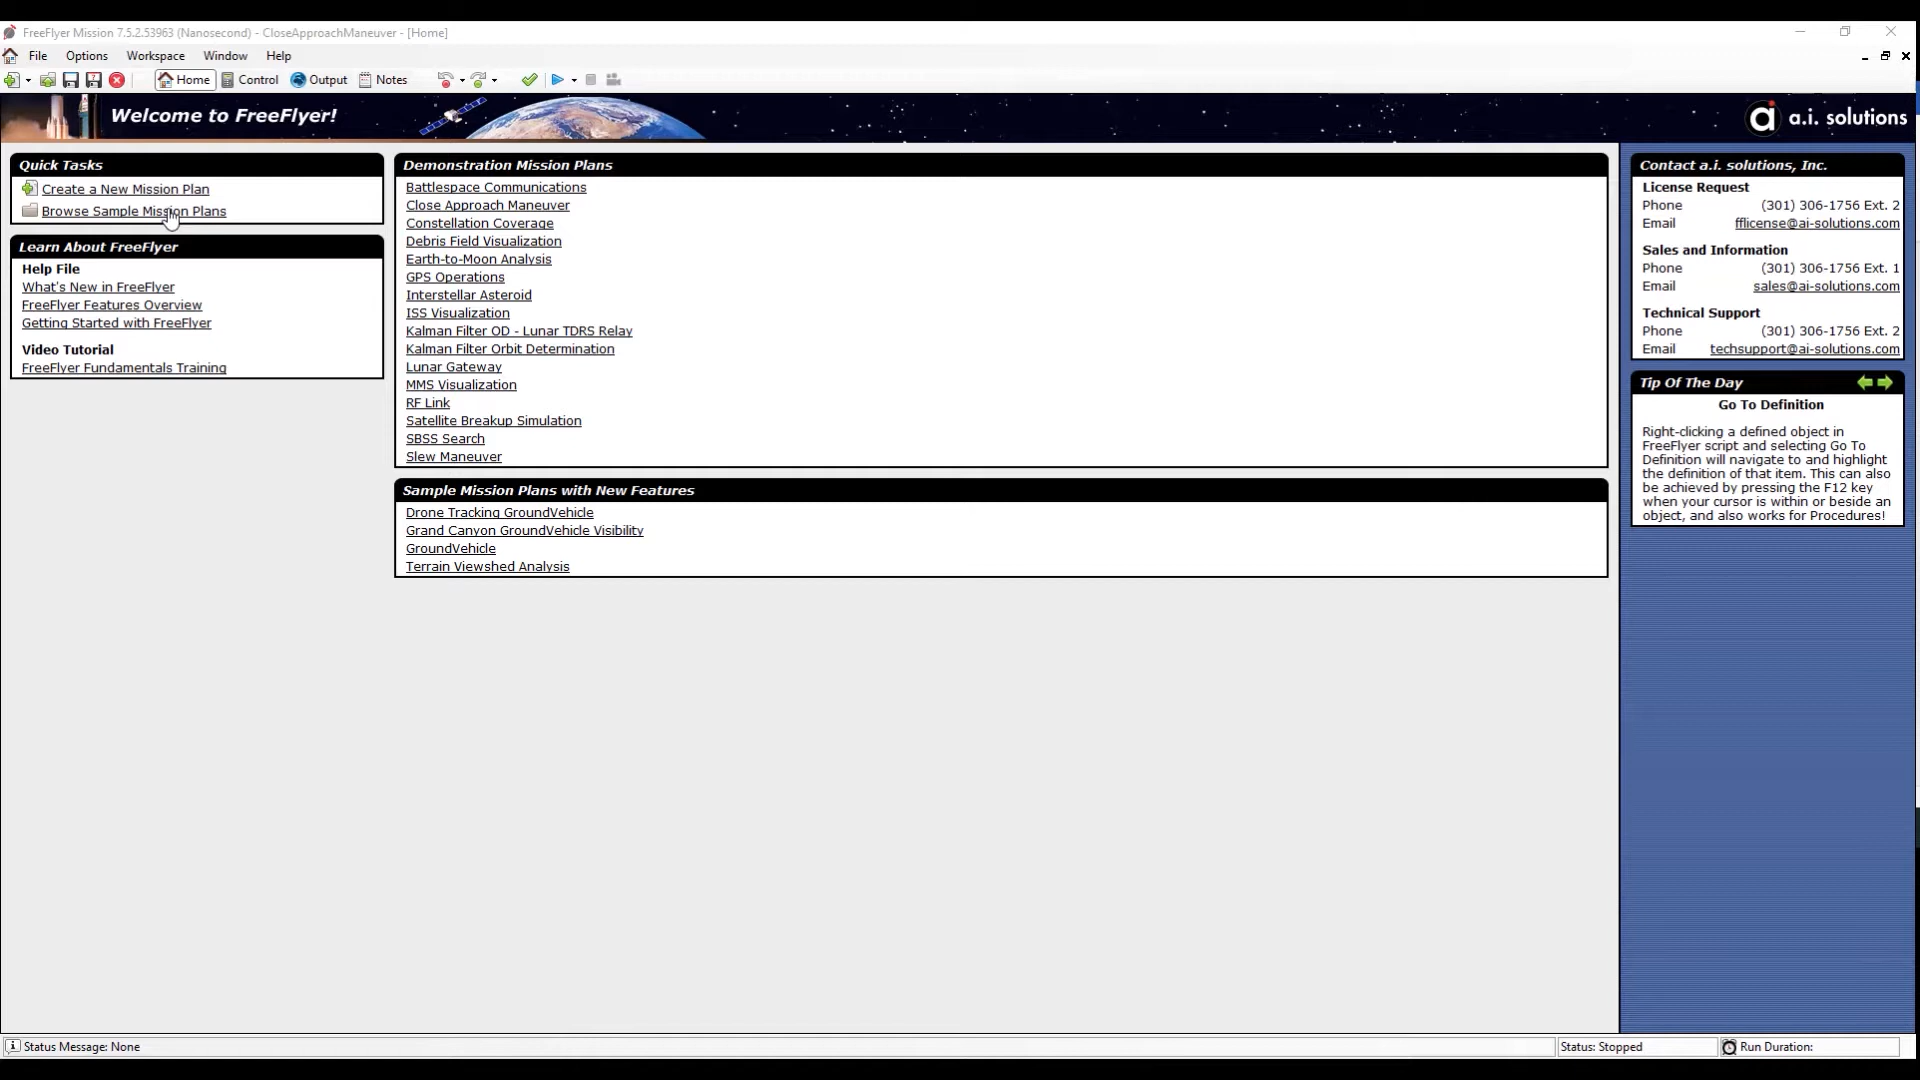 FreeFlyer Mission 7.5.2.53963 (Nanosecond) - CloseApproachManeuver - [Home]
File Options Workspace Window Help
Home Control Output Notes
Welcome to FreeFlyer!
a.i. solutions
Quick Tasks
Create a New Mission Plan
Browse Sample Mission Plans
Learn About FreeFlyer
Help File
What's New in FreeFlyer
FreeFlyer Features Overview
Getting Started with FreeFlyer
Video Tutorial
FreeFlyer Fundamentals Training
Demonstration Mission Plans
Battlespace Communications
Close Approach Maneuver
Constellation Coverage
Debris Field Visualization
Earth-to-Moon Analysis
GPS Operations
Interstellar Asteroid
ISS Visualization
Kalman Filter OD - Lunar TDRS Relay
Kalman Filter Orbit Determination
Lunar Gateway
MMS Visualization
RF Link
Satellite Breakup Simulation
SBSS Search
Slew Maneuver
Sample Mission Plans with New Features
Drone Tracking GroundVehicle
Grand Canyon GroundVehicle Visibility
GroundVehicle
Terrain Viewshed Analysis
Contact a.i. solutions, Inc.
License Request
Phone (301) 306-1756 Ext. 2
Email fflicense@ai-solutions.com
Sales and Information
Phone (301) 306-1756 Ext. 1
Email sales@ai-solutions.com
Technical Support
Phone (301) 306-1756 Ext. 2
Email techsupport@ai-solutions.com
Tip Of The Day
Go To Definition
Right-clicking a defined object in
FreeFlyer script and selecting Go To
Definition will navigate to and highlight
the definition of that item. This can also
be achieved by pressing the F12 key
when your cursor is within or beside an
object, and also works for Procedures!
Status Message: None
Status: Stopped
Run Duration: